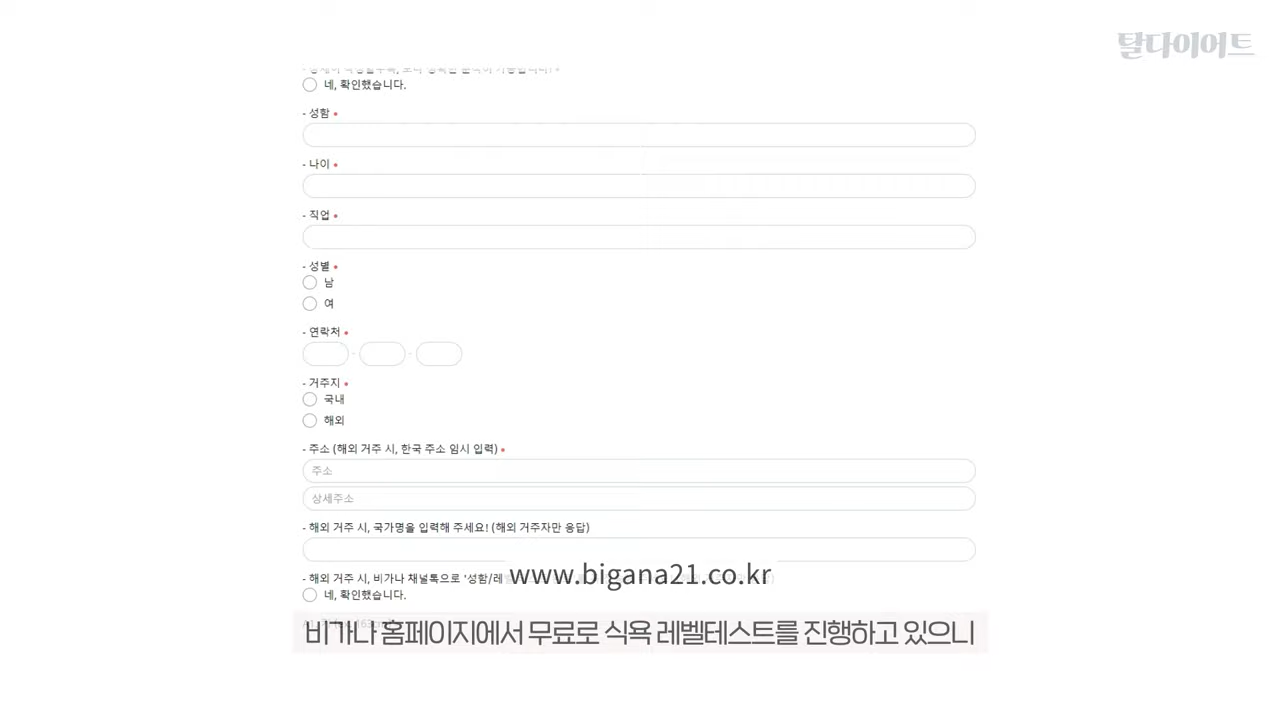 탈다이어트
네, 확인했습니다.
- 성함 *
- 나이 *
- 직업 *
- 성별 *
남
여
- 연락처 *
- -
- 거주지 *
국내
해외
- 주소 (해외 거주 시, 한국 주소 임시 입력) *
주소
상세주소
- 해외 거주 시, 국가명을 입력해 주세요! (해외 거주자만 응답)
- 해외 거주 시, 비가나 채널톡으로 '성함/레
www.bigana21.co.kr
네, 확인했습니다.
비가나 홈페이지에서 무료로 식욕 레벨테스트를 진행하고 있으니